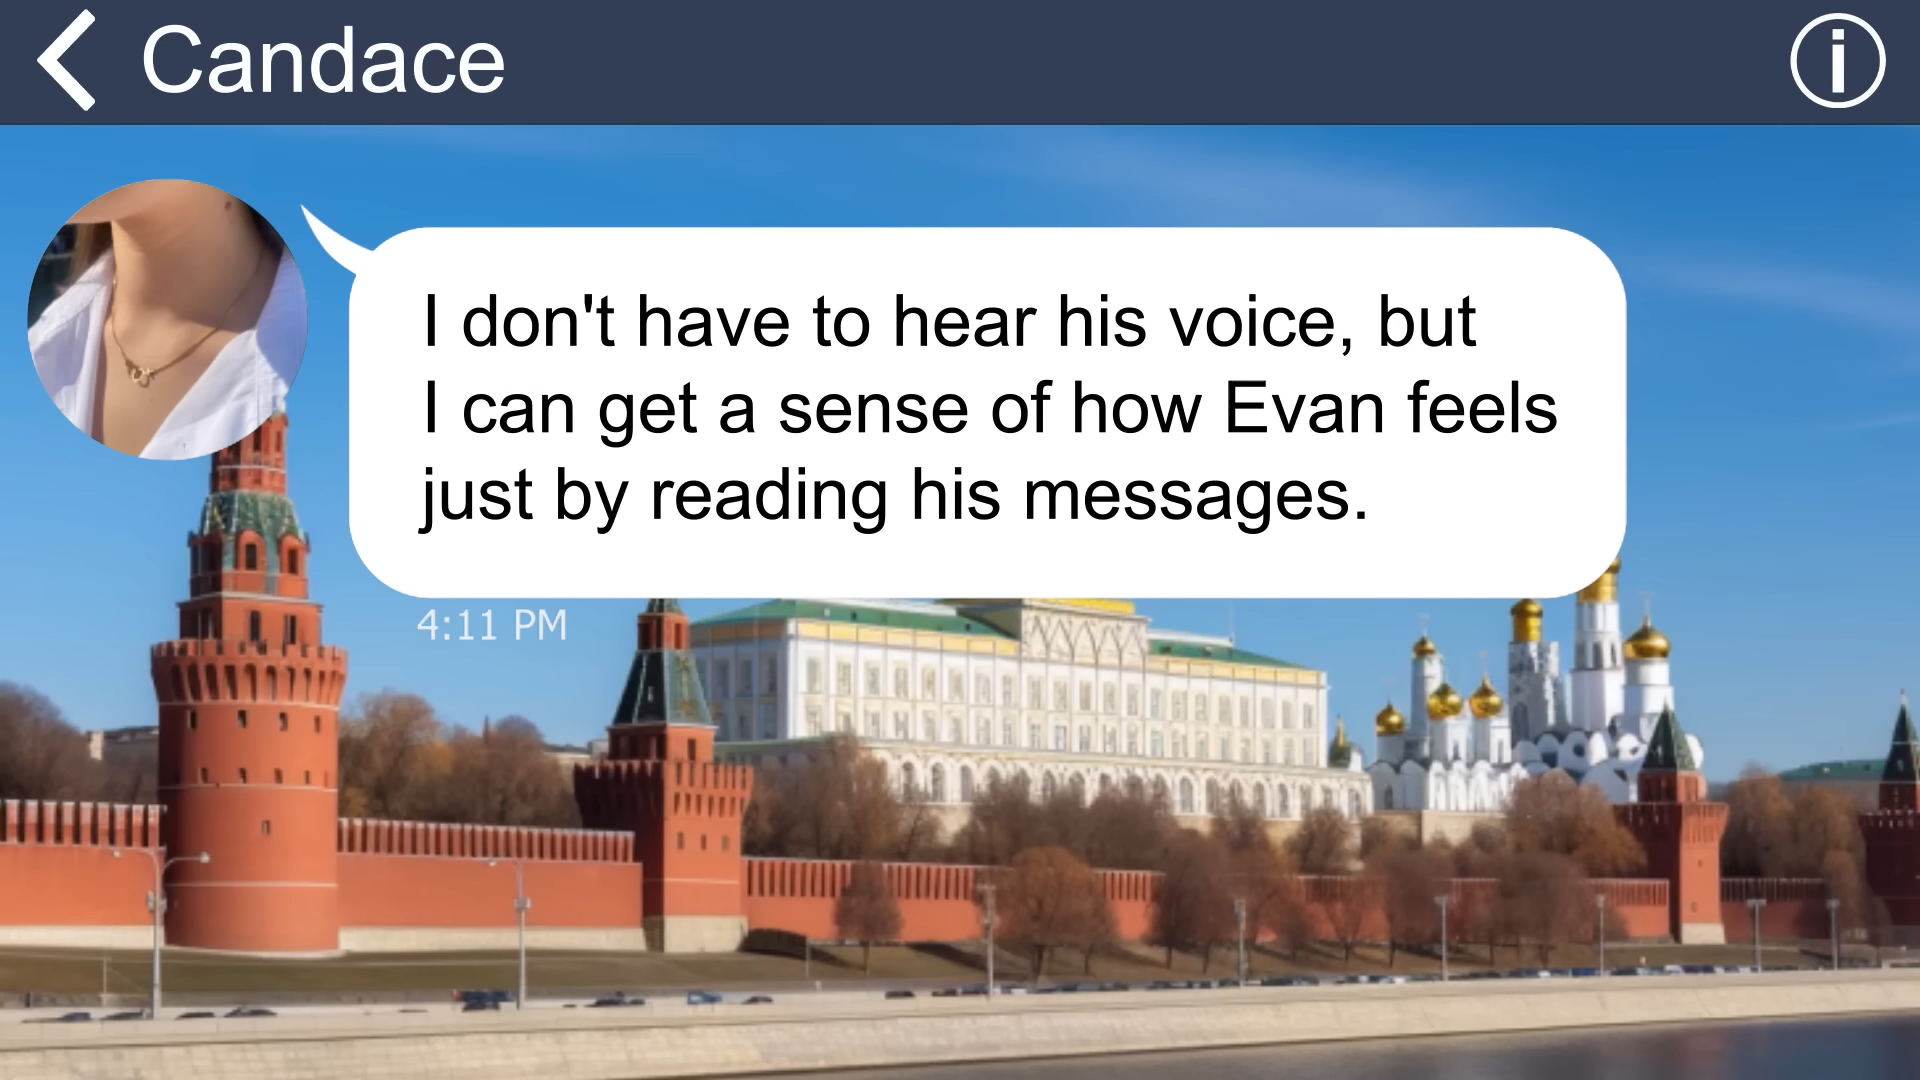 Candace
I don't have to hear his voice, but
I can get a sense of how Evan feels
just by reading his messages.
4:11 PM